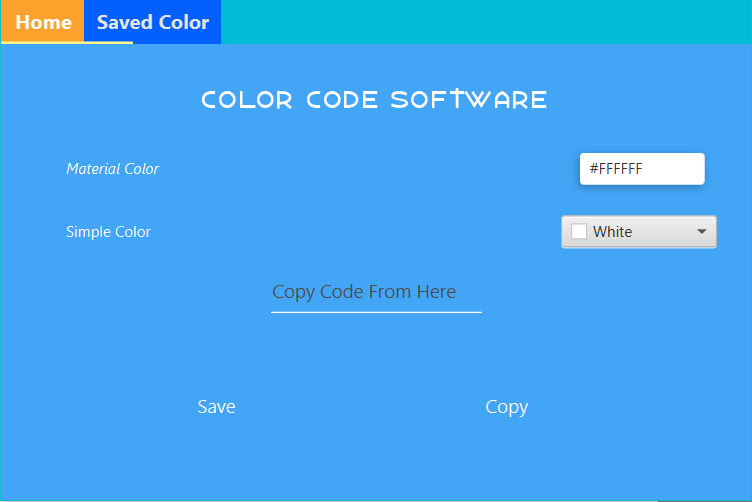 Home Saved Color
COLOR CODE SOFTWARE
Material Color #FFFFFF
Simple Color White
Copy Code From Here
Save Copy